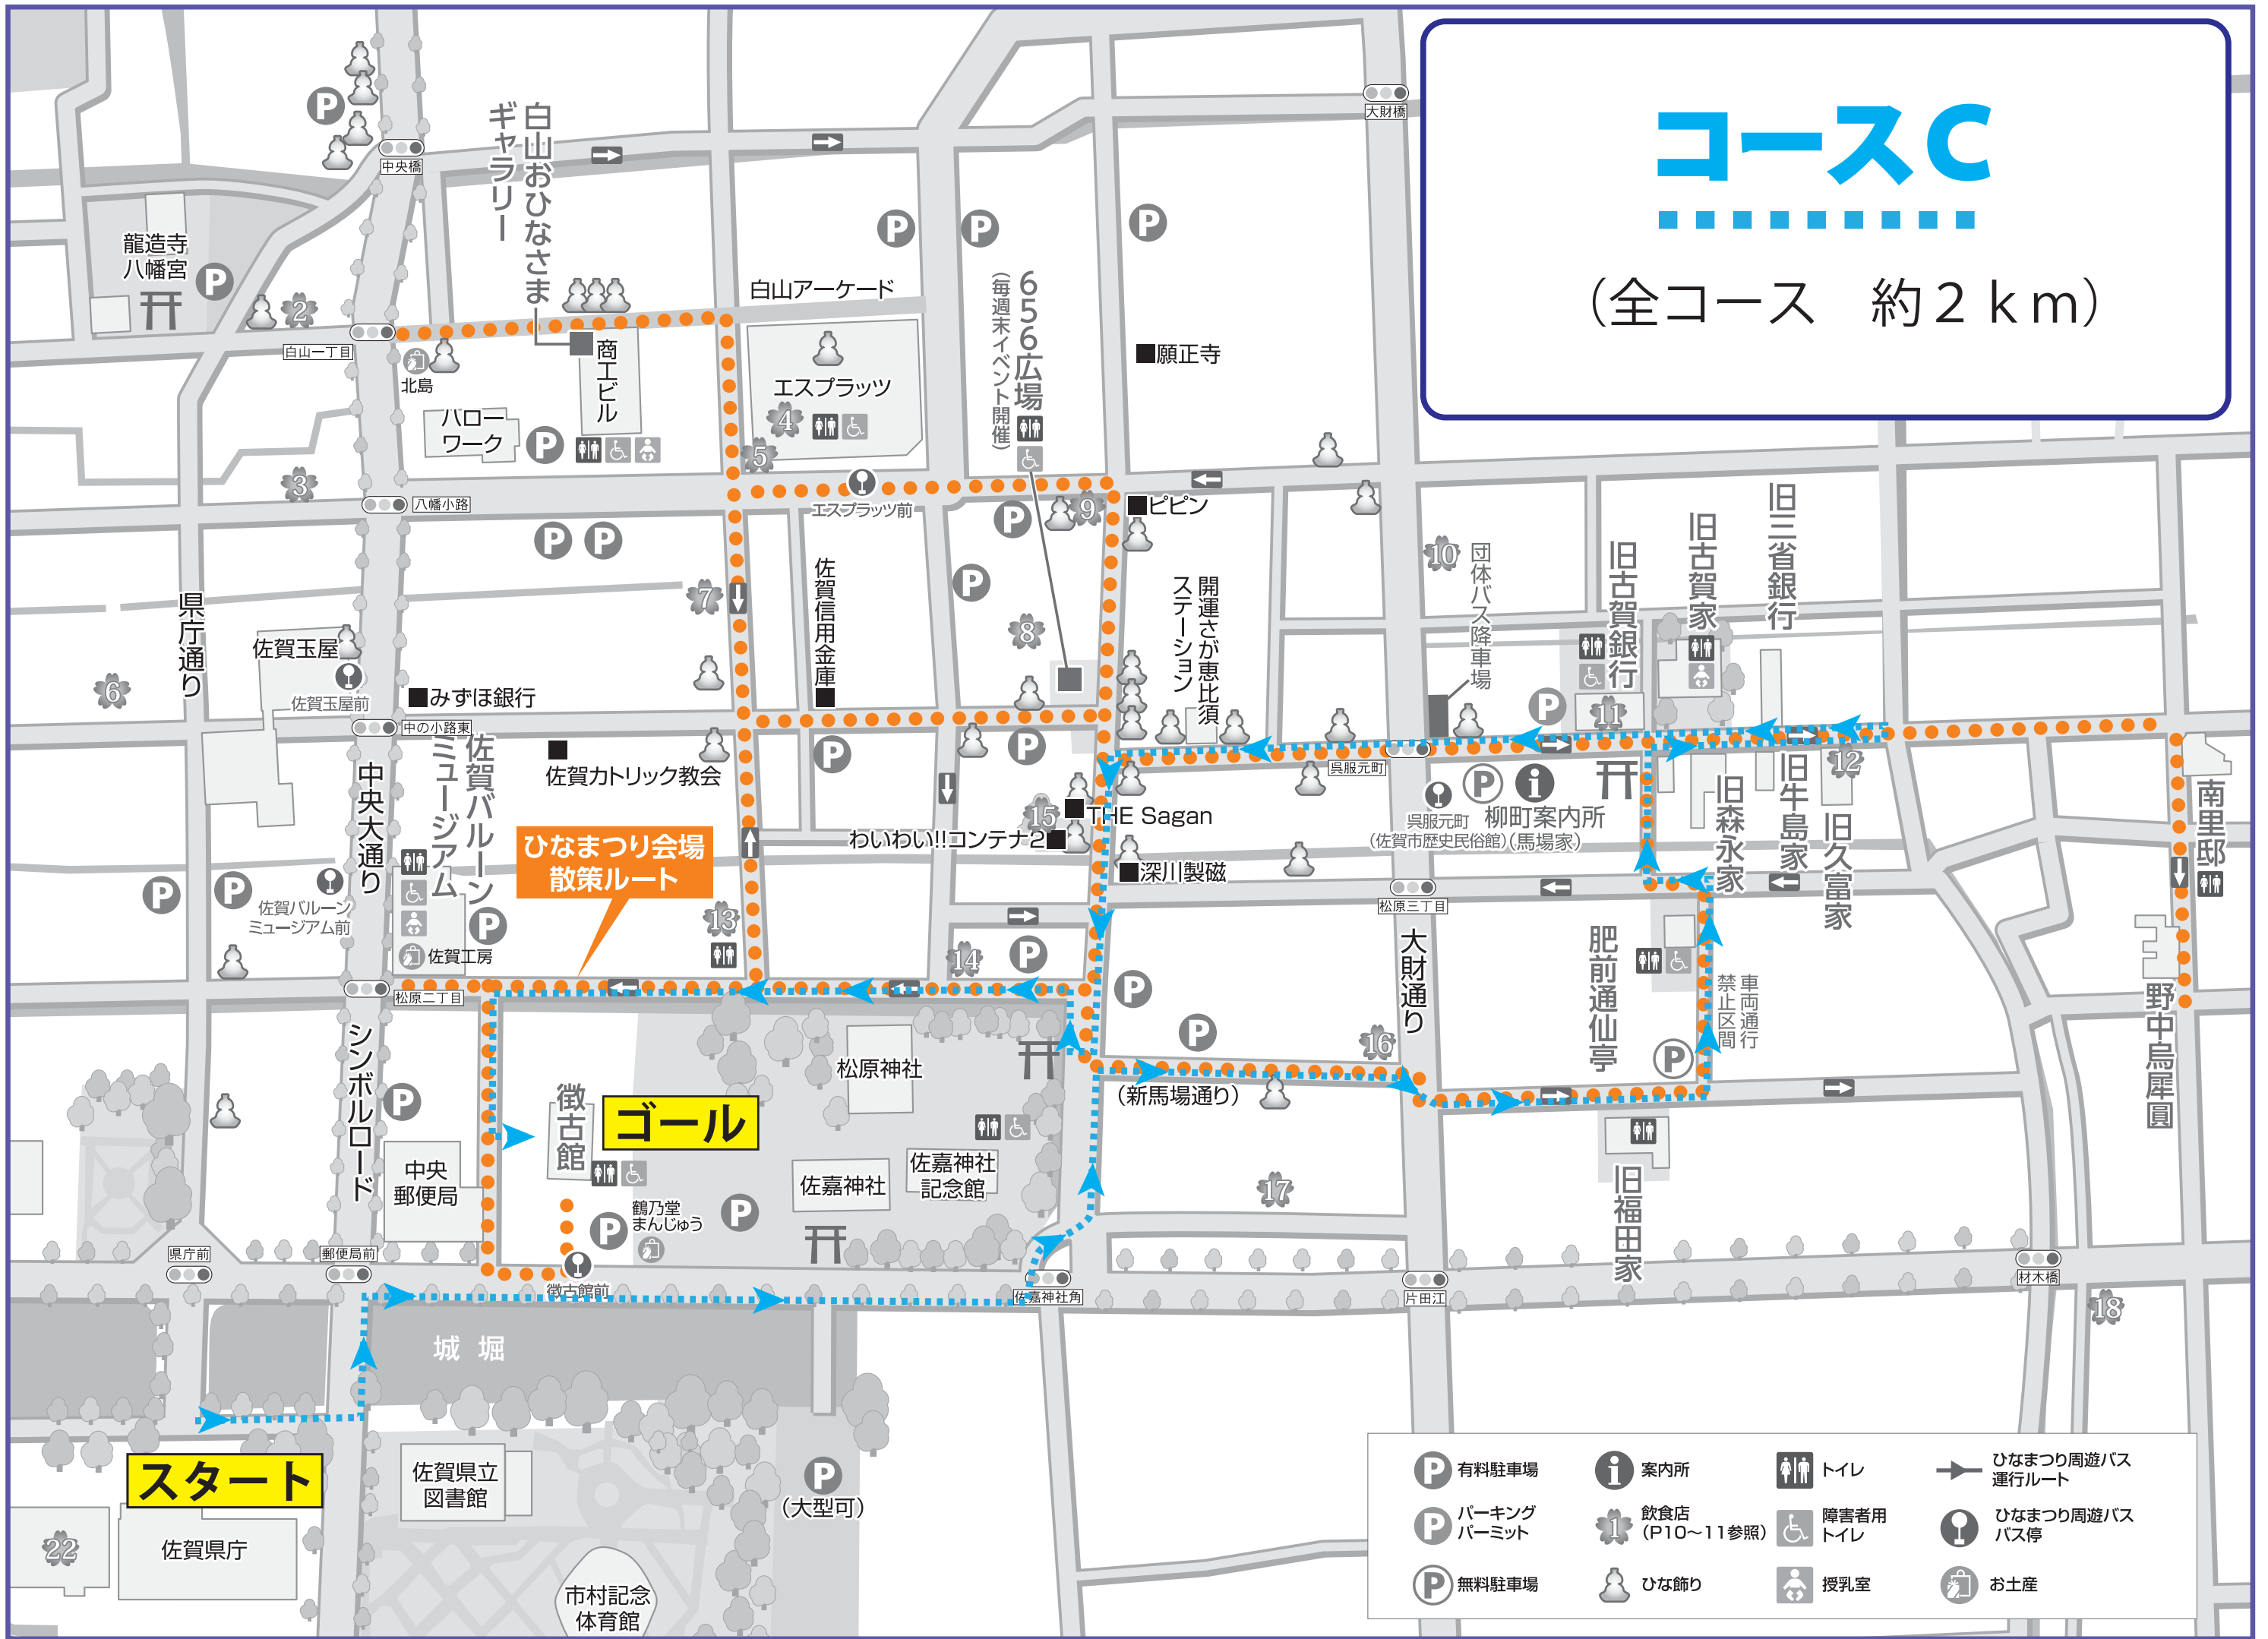 コースC
（全コース　約２ｋｍ）
大財橋
中央橋
白山おひなさま
ギャラリー
龍造寺
八幡宮
白山アーケード
2
白山一丁目
北島
商工ビル
エスプラッツ
4
5
656広場
（毎週末イベント開催）
願正寺
ハロー
ワーク
3
八幡小路
エスプラッツ前
9
ピピン
10
団体バス降車場
旧古賀銀行
旧古賀家
旧三省銀行
県庁通り
7
佐賀信用金庫
8
開運さが恵比須
ステーション
佐賀玉屋
佐賀玉屋前
6
みずほ銀行
中の小路東
11
12
佐賀カトリック教会
呉服元町
呉服元町
（佐賀市歴史民俗館）
柳町案内所
（馬場家）
旧森永家
旧牛島家
旧久富家
南里邸
中央大通り
佐賀バルーン
ミュージアム
15
THE Sagan
わいわい!!コンテナ2
深川製磁
ひなまつり会場
散策ルート
松原三丁目
佐賀バルーン
ミュージアム前
佐賀工房
13
14
大財通り
肥前通仙亭
車両通行
禁止区間
松原二丁目
野中烏犀圓
シンボルロード
松原神社
16
（新馬場通り）
徴古館
ゴール
中央
郵便局
佐嘉神社
佐嘉神社
記念館
17
旧福田家
鶴乃堂
まんじゅう
県庁前
郵便局前
徴古館前
佐嘉神社角
片田江
材木橋
18
城堀
スタート
佐賀県立
図書館
（大型可）
22
佐賀県庁
市村記念
体育館
P 有料駐車場
案内所
トイレ
ひなまつり周遊バス
運行ルート
P パーキング
パーミット
1 飲食店
（P10～11参照）
障害者用
トイレ
ひなまつり周遊バス
バス停
P 無料駐車場
ひな飾り
授乳室
お土産